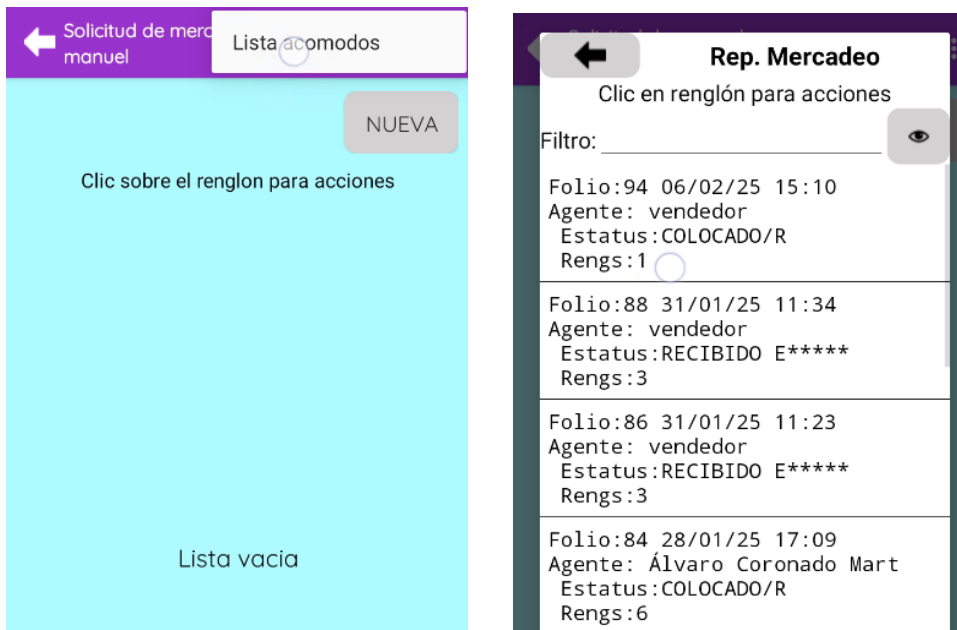 Solicitud de merc
manuel
Lista acomodos
NUEVA
Clic sobre el renglon para acciones
Lista vacia
Rep. Mercadeo
Clic en renglón para acciones
Filtro:
Folio:94 06/02/25 15:10
Agente: vendedor
Estatus:COLOCADO/R
Rengs:1
Folio:88 31/01/25 11:34
Agente: vendedor
Estatus:RECIBIDO E*****
Rengs:3
Folio:86 31/01/25 11:23
Agente: vendedor
Estatus:RECIBIDO E*****
Rengs:3
Folio:84 28/01/25 17:09
Agente: Álvaro Coronado Mart
Estatus:COLOCADO/R
Rengs:6